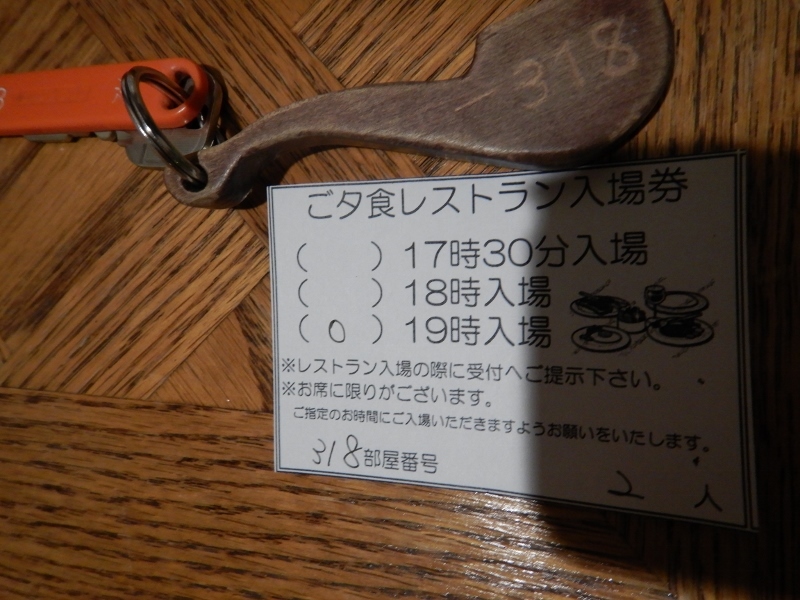 318
ご夕食レストラン入場券
(　　) 17時30分入場
(　　) 18時入場
( ○ ) 19時入場
※レストラン入場の際に受付へご提示下さい。
※お席に限りがございます。
ご指定のお時間にご入場いただきますようお願いをいたします。
318部屋番号
2人